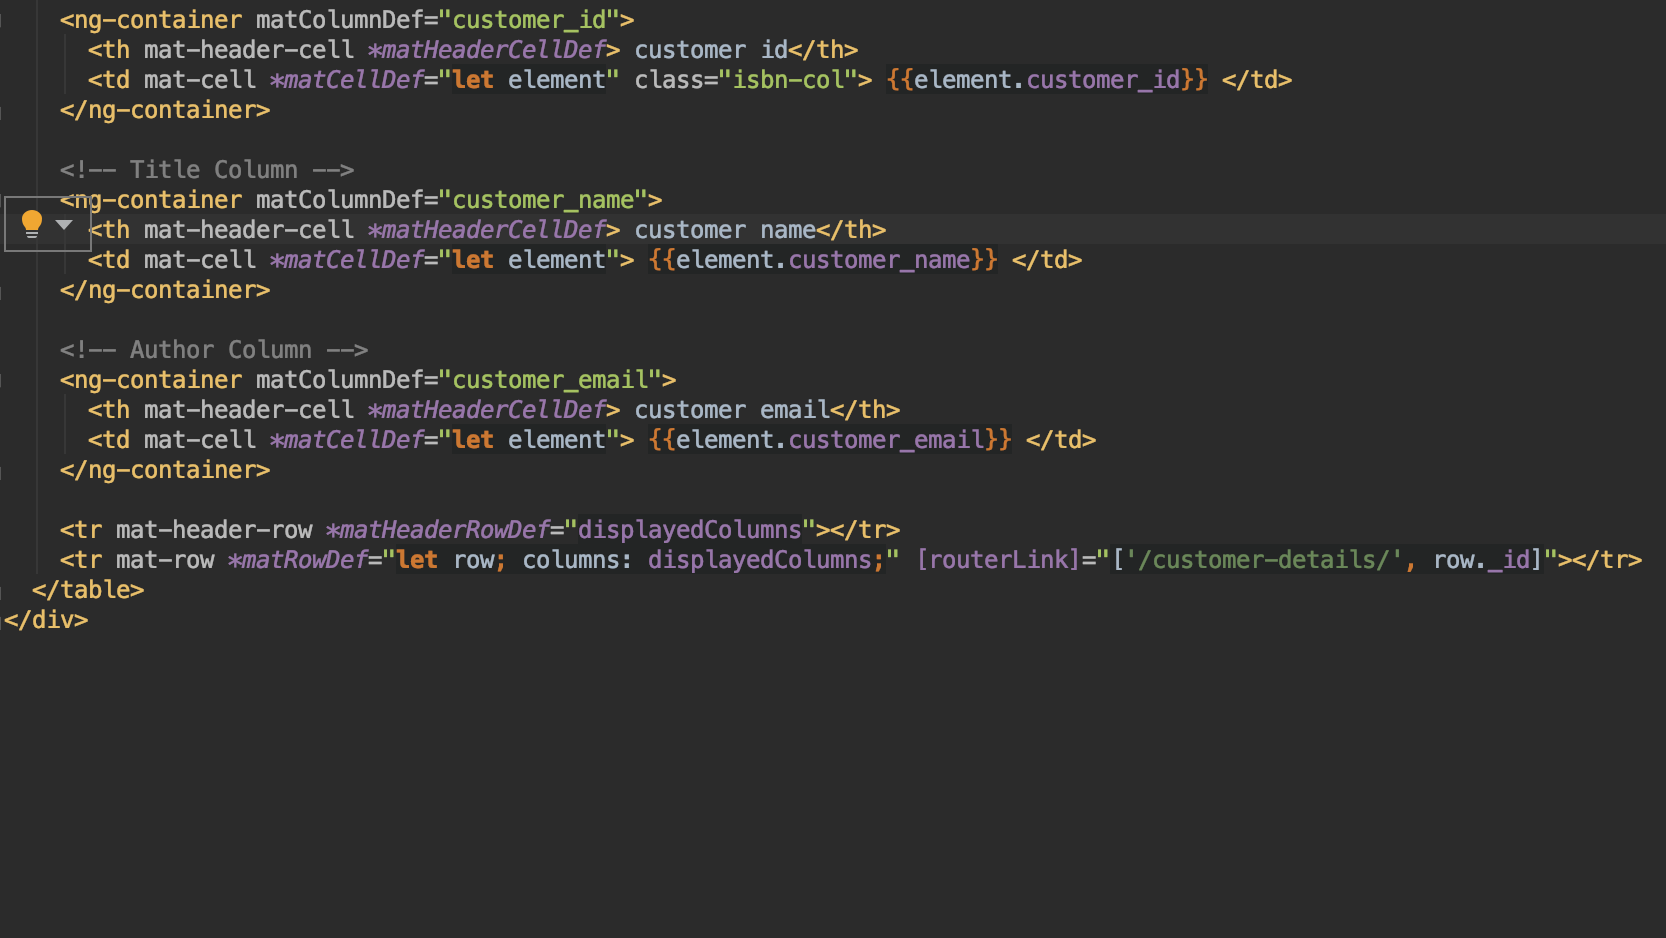 <ng-container matColumnDef="customer_id">
<th mat-header-cell *matHeaderCellDef> customer id</th>
<td mat-cell *matCellDef="let element" class="isbn-col"> {{element.customer_id}} </td>
</ng-container>
<!-- Title Column -->
<ng-container matColumnDef="customer_name">
<th mat-header-cell *matHeaderCellDef> customer name</th>
<td mat-cell *matCellDef="let element"> {{element.customer_name}} </td>
</ng-container>
<!-- Author Column -->
<ng-container matColumnDef="customer_email">
<th mat-header-cell *matHeaderCellDef> customer email</th>
<td mat-cell *matCellDef="let element"> {{element.customer_email}} </td>
</ng-container>
<tr mat-header-row *matHeaderRowDef="displayedColumns"></tr>
<tr mat-row *matRowDef="let row; columns: displayedColumns;" [routerLink]="['/customer-details/', row._id]"></tr>
</table>
</div>